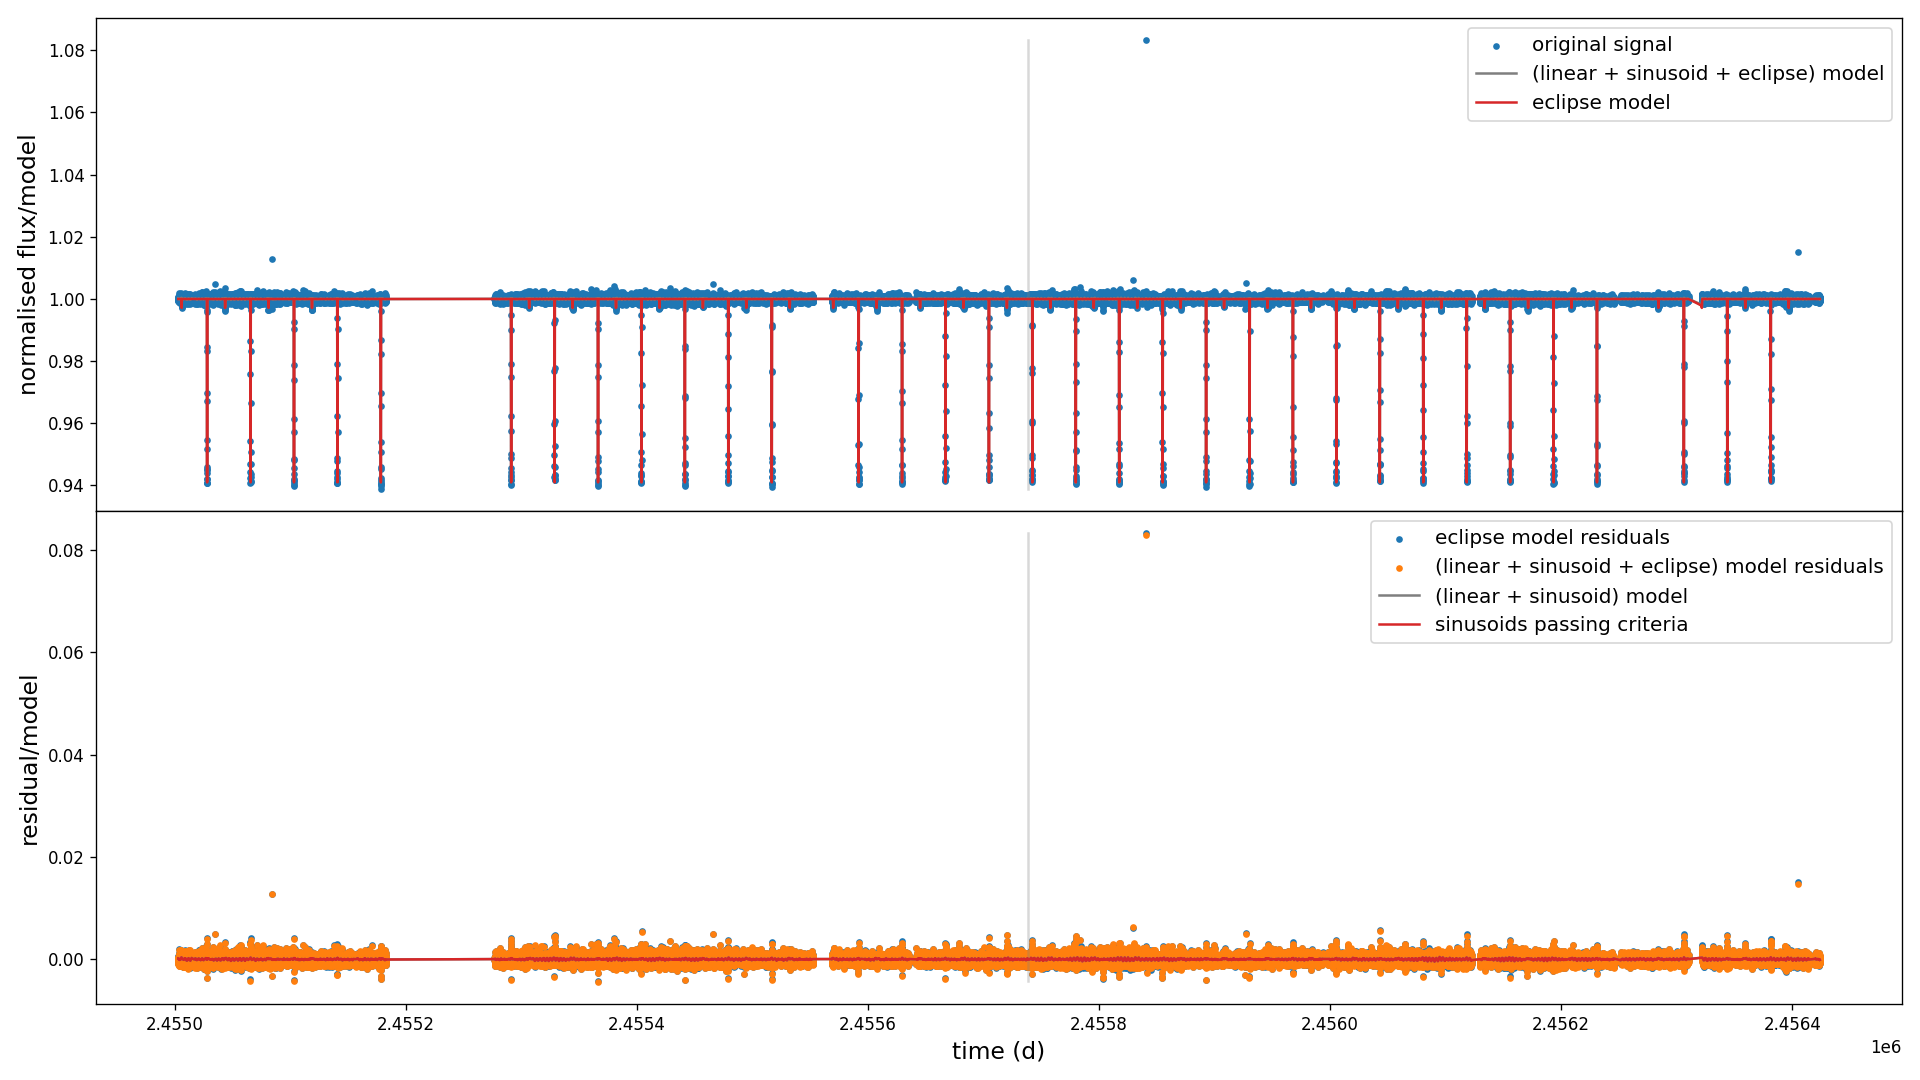 1.08
1.06
1.04
1.02
1.00
0.98
0.96
0.94
normalised flux/model
original signal
(linear + sinusoid + eclipse) model
eclipse model
0.08
0.06
0.04
0.02
0.00
residual/model
eclipse model residuals
(linear + sinusoid + eclipse) model residuals
(linear + sinusoid) model
sinusoids passing criteria
2.4550 2.4552 2.4554 2.4556 2.4558 2.4560 2.4562 2.4564
1e6
time (d)